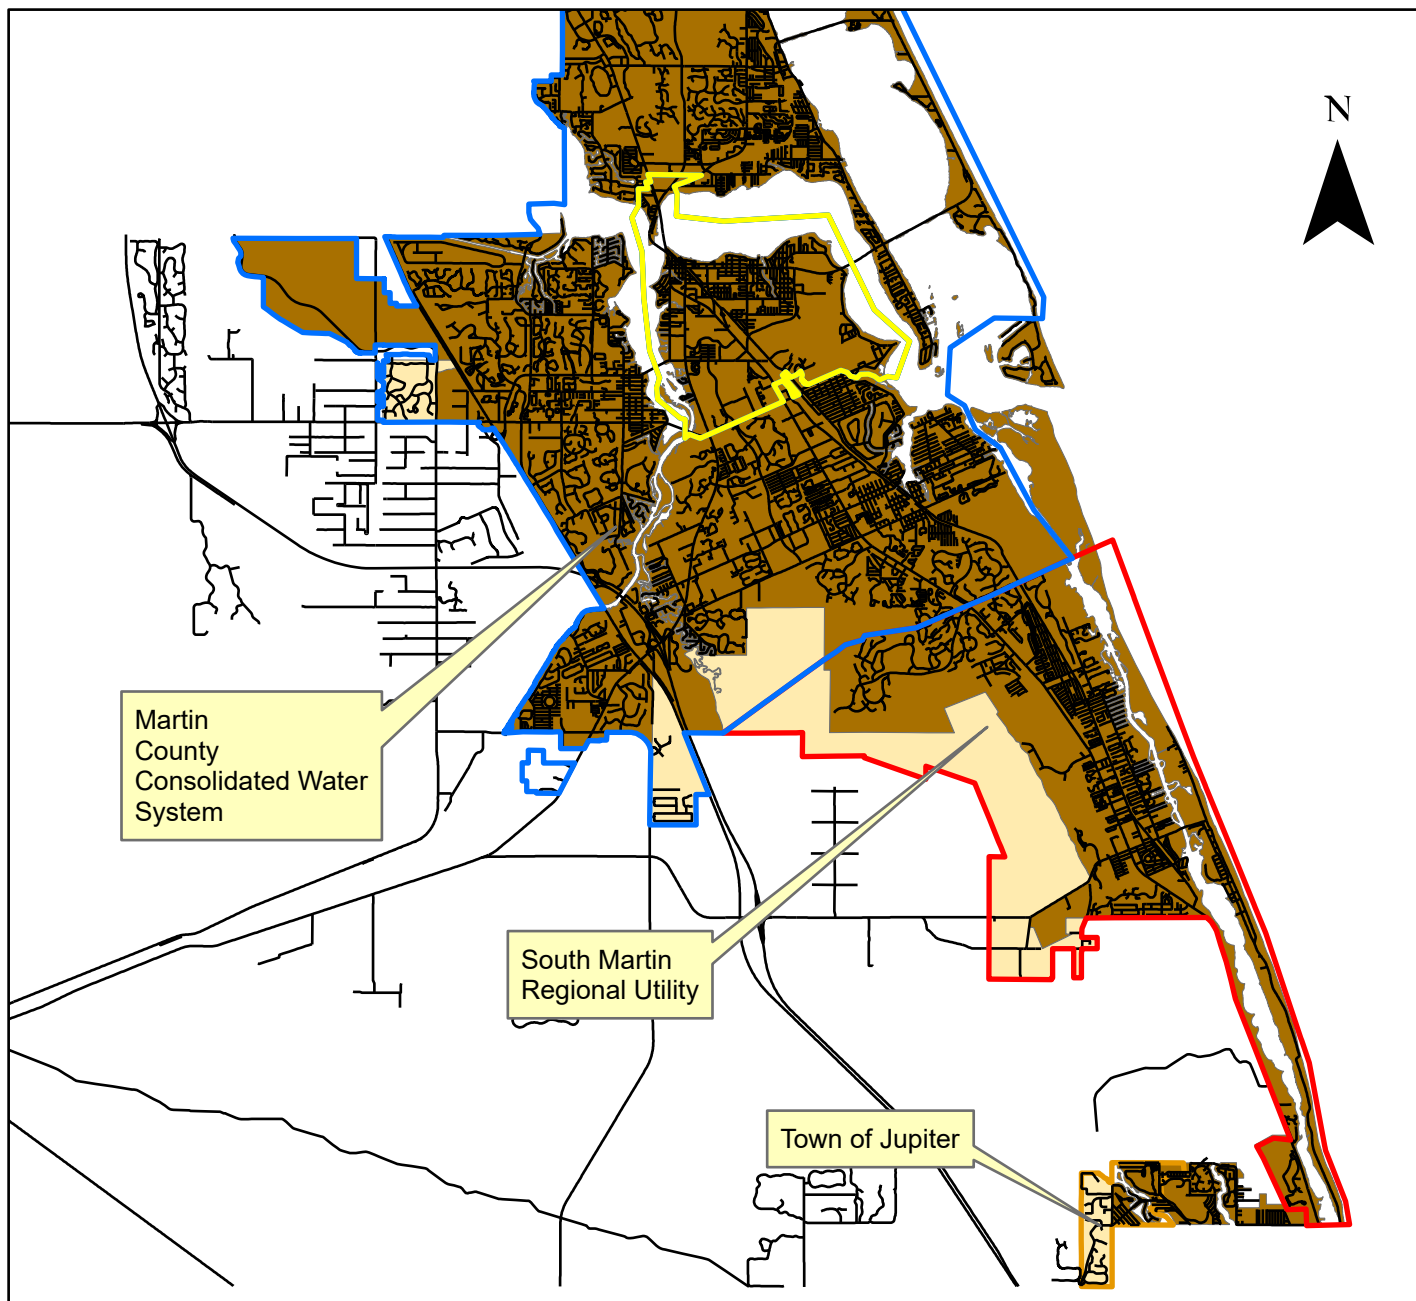 N
Martin
County
Consolidated Water
System
South Martin
Regional Utility
Town of Jupiter